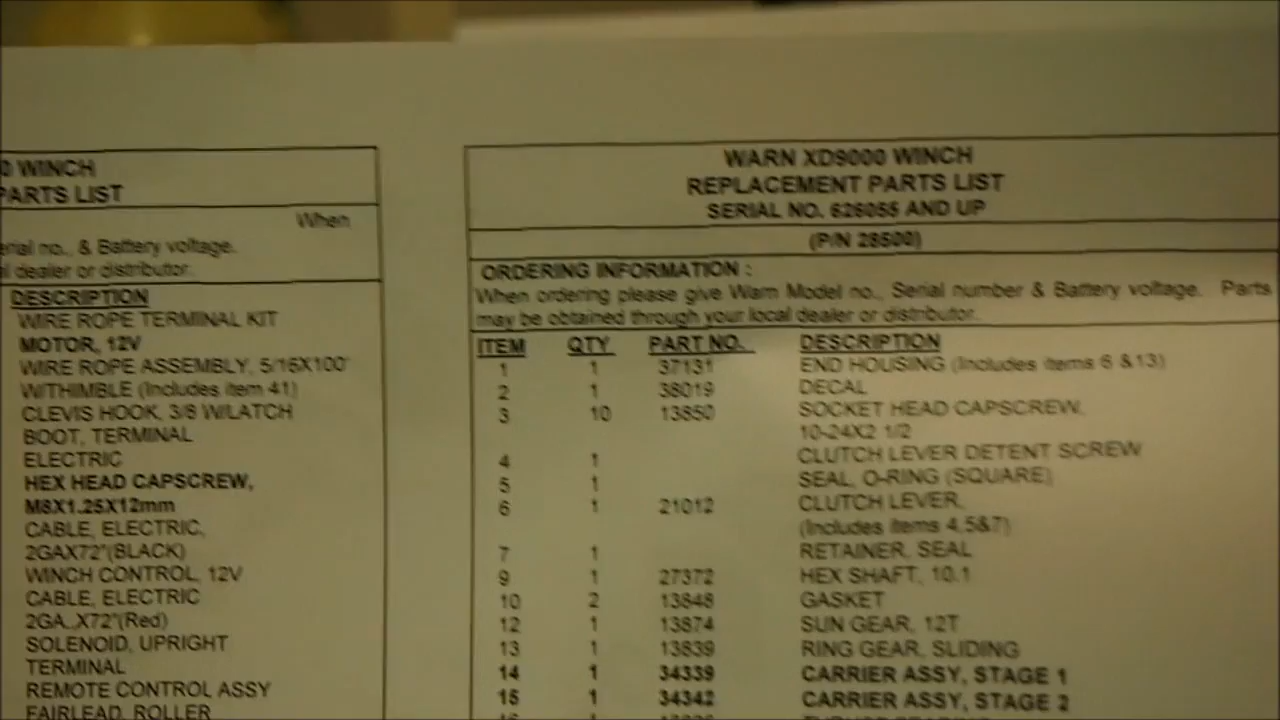 0 WINCH
PARTS LIST
When
erial no., & Battery voltage.
al dealer or distributor.
DESCRIPTION
WIRE ROPE TERMINAL KIT
MOTOR, 12V
WIRE ROPE ASSEMBLY, 5/16X100'
W/THIMBLE (Includes item 41)
CLEVIS HOOK, 3/8 W/LATCH
BOOT, TERMINAL
ELECTRIC
HEX HEAD CAPSCREW,
M8X1.25X12mm
CABLE, ELECTRIC,
2GAX72"(BLACK)
WINCH CONTROL, 12V
CABLE, ELECTRIC
2GA..X72"(Red)
SOLENOID, UPRIGHT
TERMINAL
REMOTE CONTROL ASSY
FAIRLEAD, ROLLER
WARN XD9000 WINCH
REPLACEMENT PARTS LIST
SERIAL NO. 626055 AND UP
(P/N 28500)
ORDERING INFORMATION :
When ordering please give Warn Model no., Serial number & Battery voltage. Parts
may be obtained through your local dealer or distributor.
ITEM QTY. PART NO. DESCRIPTION
1 1 37131 END HOUSING (Includes items 6 &13)
2 1 38019 DECAL
3 10 13850 SOCKET HEAD CAPSCREW,
10-24X2 1/2
4 1 CLUTCH LEVER DETENT SCREW
5 1 SEAL, O-RING (SQUARE)
6 1 21012 CLUTCH LEVER,
(Includes items 4,5&7)
7 1 RETAINER, SEAL
9 1 27372 HEX SHAFT, 10.1
10 2 13848 GASKET
12 1 13874 SUN GEAR, 12T
13 1 13839 RING GEAR, SLIDING
14 1 34339 CARRIER ASSY, STAGE 1
15 1 34342 CARRIER ASSY, STAGE 2